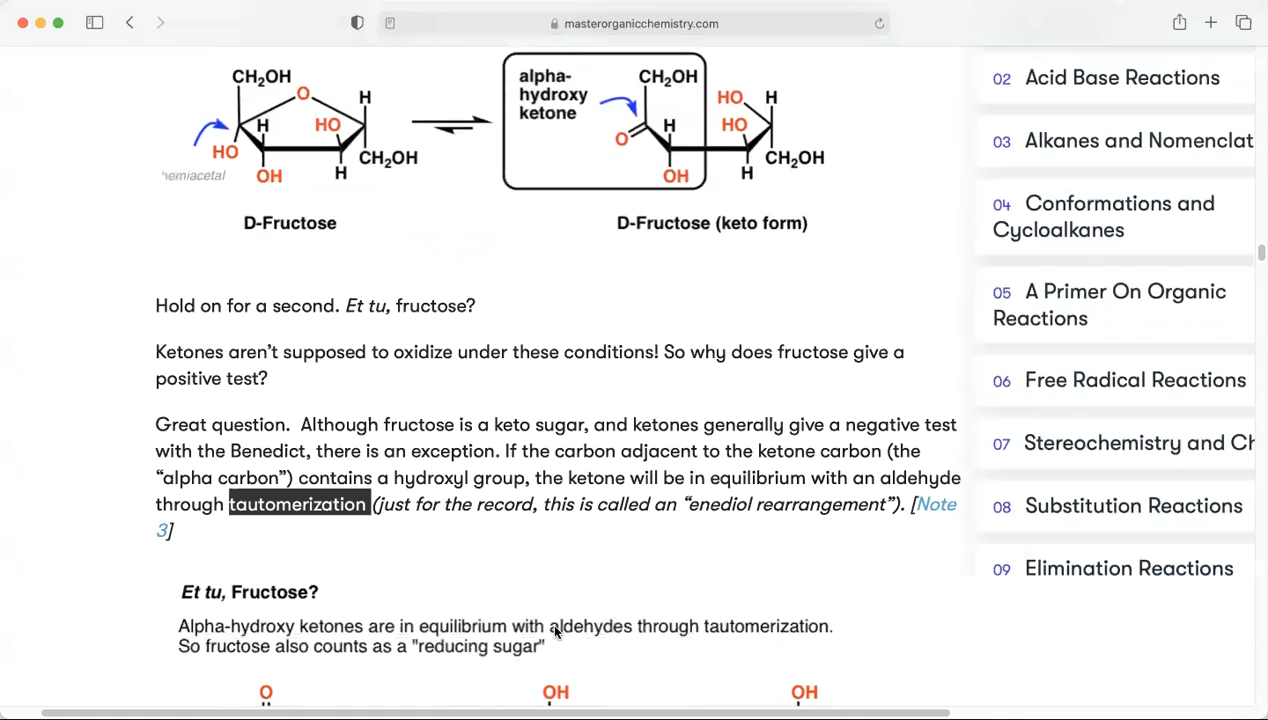 masterorganicchemistry.com
CH₂OH
O
H
H
HO
HO
CH₂OH
OH
H
hemiacetal
D-Fructose
alpha-
hydroxy
ketone
CH₂OH
HO
H
H
HO
O
CH₂OH
OH
H
D-Fructose (keto form)
Hold on for a second. Et tu, fructose?
Ketones aren’t supposed to oxidize under these conditions! So why does fructose give a
positive test?
Great question.  Although fructose is a keto sugar, and ketones generally give a negative test
with the Benedict, there is an exception. If the carbon adjacent to the ketone carbon (the
“alpha carbon”) contains a hydroxyl group, the ketone will be in equilibrium with an aldehyde
through tautomerization (just for the record, this is called an “enediol rearrangement”). [Note
3]
Et tu, Fructose?
Alpha-hydroxy ketones are in equilibrium with aldehydes through tautomerization.
So fructose also counts as a "reducing sugar"
O
OH
OH
02 Acid Base Reactions
03 Alkanes and Nomenclat
04 Conformations and
Cycloalkanes
05 A Primer On Organic
Reactions
06 Free Radical Reactions
07 Stereochemistry and Ch
08 Substitution Reactions
09 Elimination Reactions